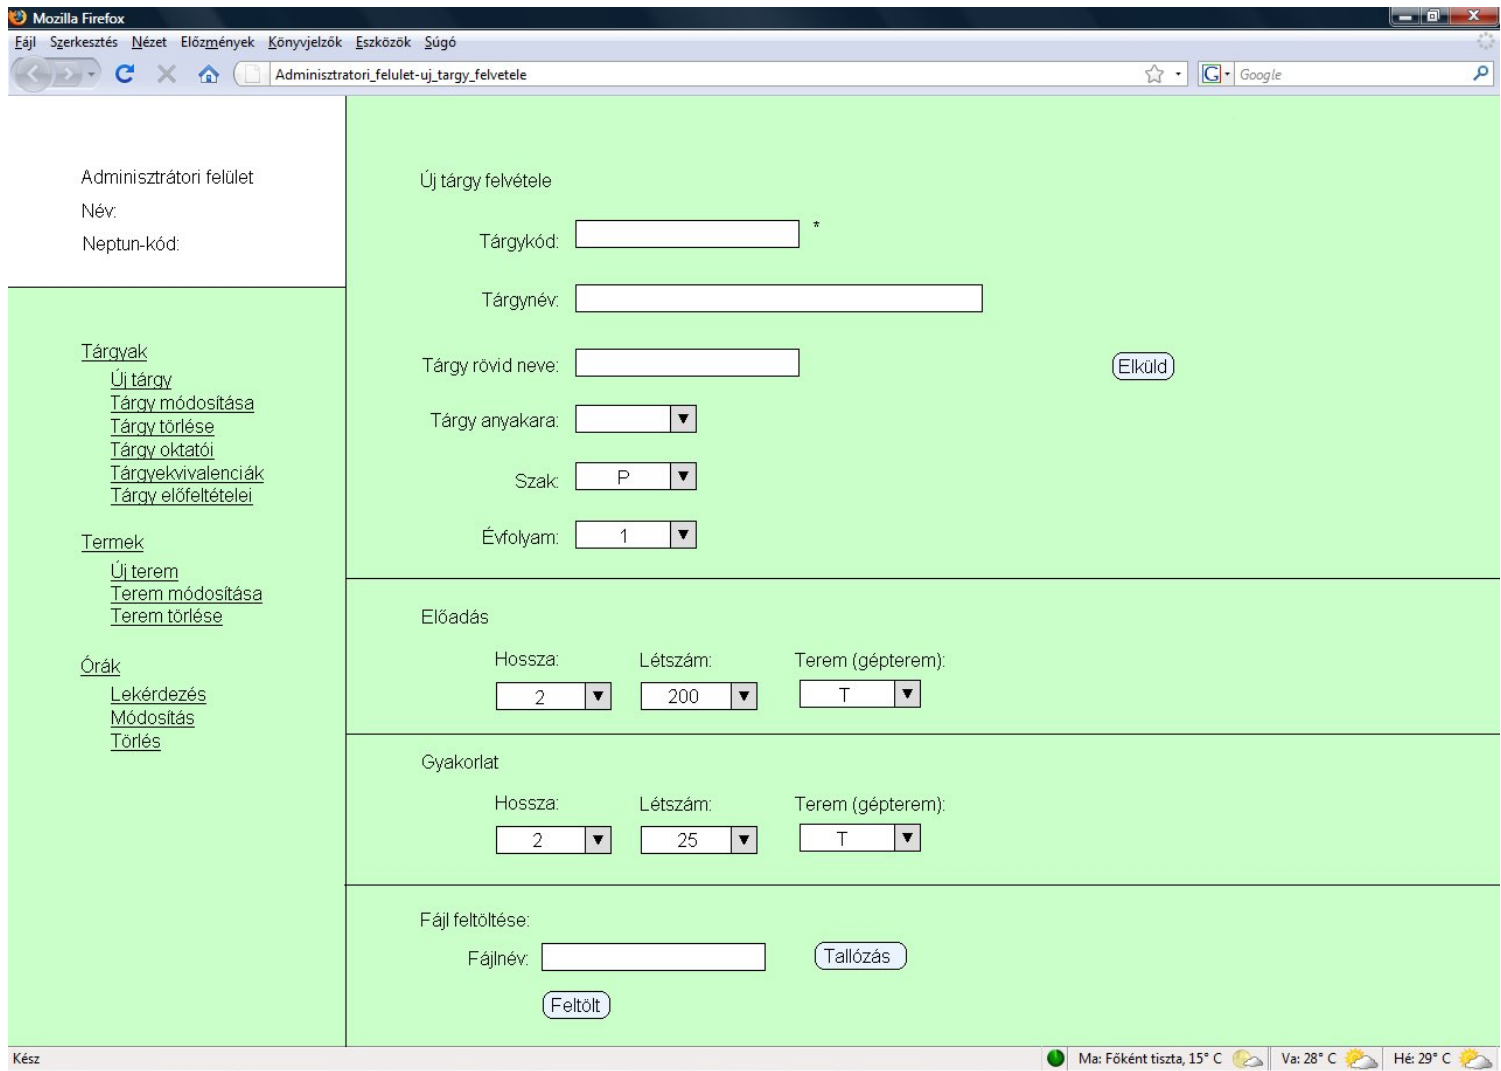 Mozilla Firefox
Fájl Szerkesztés Nézet Előzmények Könyvjelzők Eszközök Súgó
Adminisztratori_felulet-uj_targy_felvetele
G Google
Adminisztrátori felület
Név:
Neptun-kód:
Tárgyak
Új tárgy
Tárgy módosítása
Tárgy törlése
Tárgy oktatói
Tárgyekvivalenciák
Tárgy előfeltételei
Termek
Új terem
Terem módosítása
Terem törlése
Órák
Lekérdezés
Módosítás
Törlés
Új tárgy felvétele
Tárgykód: *
Tárgynév:
Tárgy rövid neve:
Elküld
Tárgy anyakara:
Szak: P
Évfolyam: 1
Előadás
Hossza: Létszám: Terem (gépterem):
2 200 T
Gyakorlat
Hossza: Létszám: Terem (gépterem):
2 25 T
Fájl feltöltése:
Fájlnév: Tallózás
Feltölt
Kész Ma: Főként tiszta, 15° C Va: 28° C Hé: 29° C